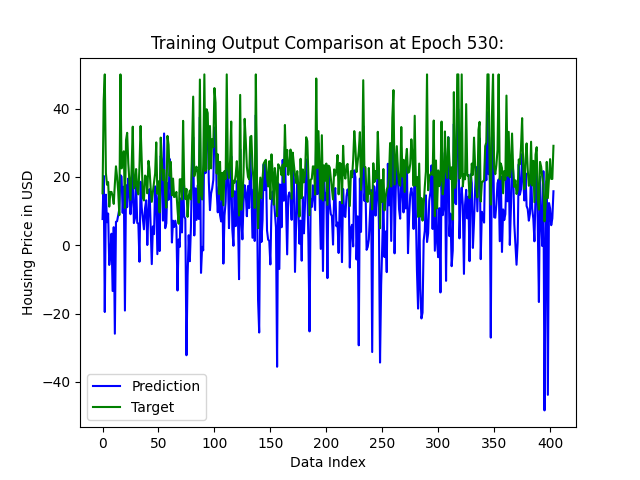 Training Output Comparison at Epoch 530:
Housing Price in USD
40
20
0
−20
−40
Prediction
Target
0 50 100 150 200 250 300 350 400
Data Index